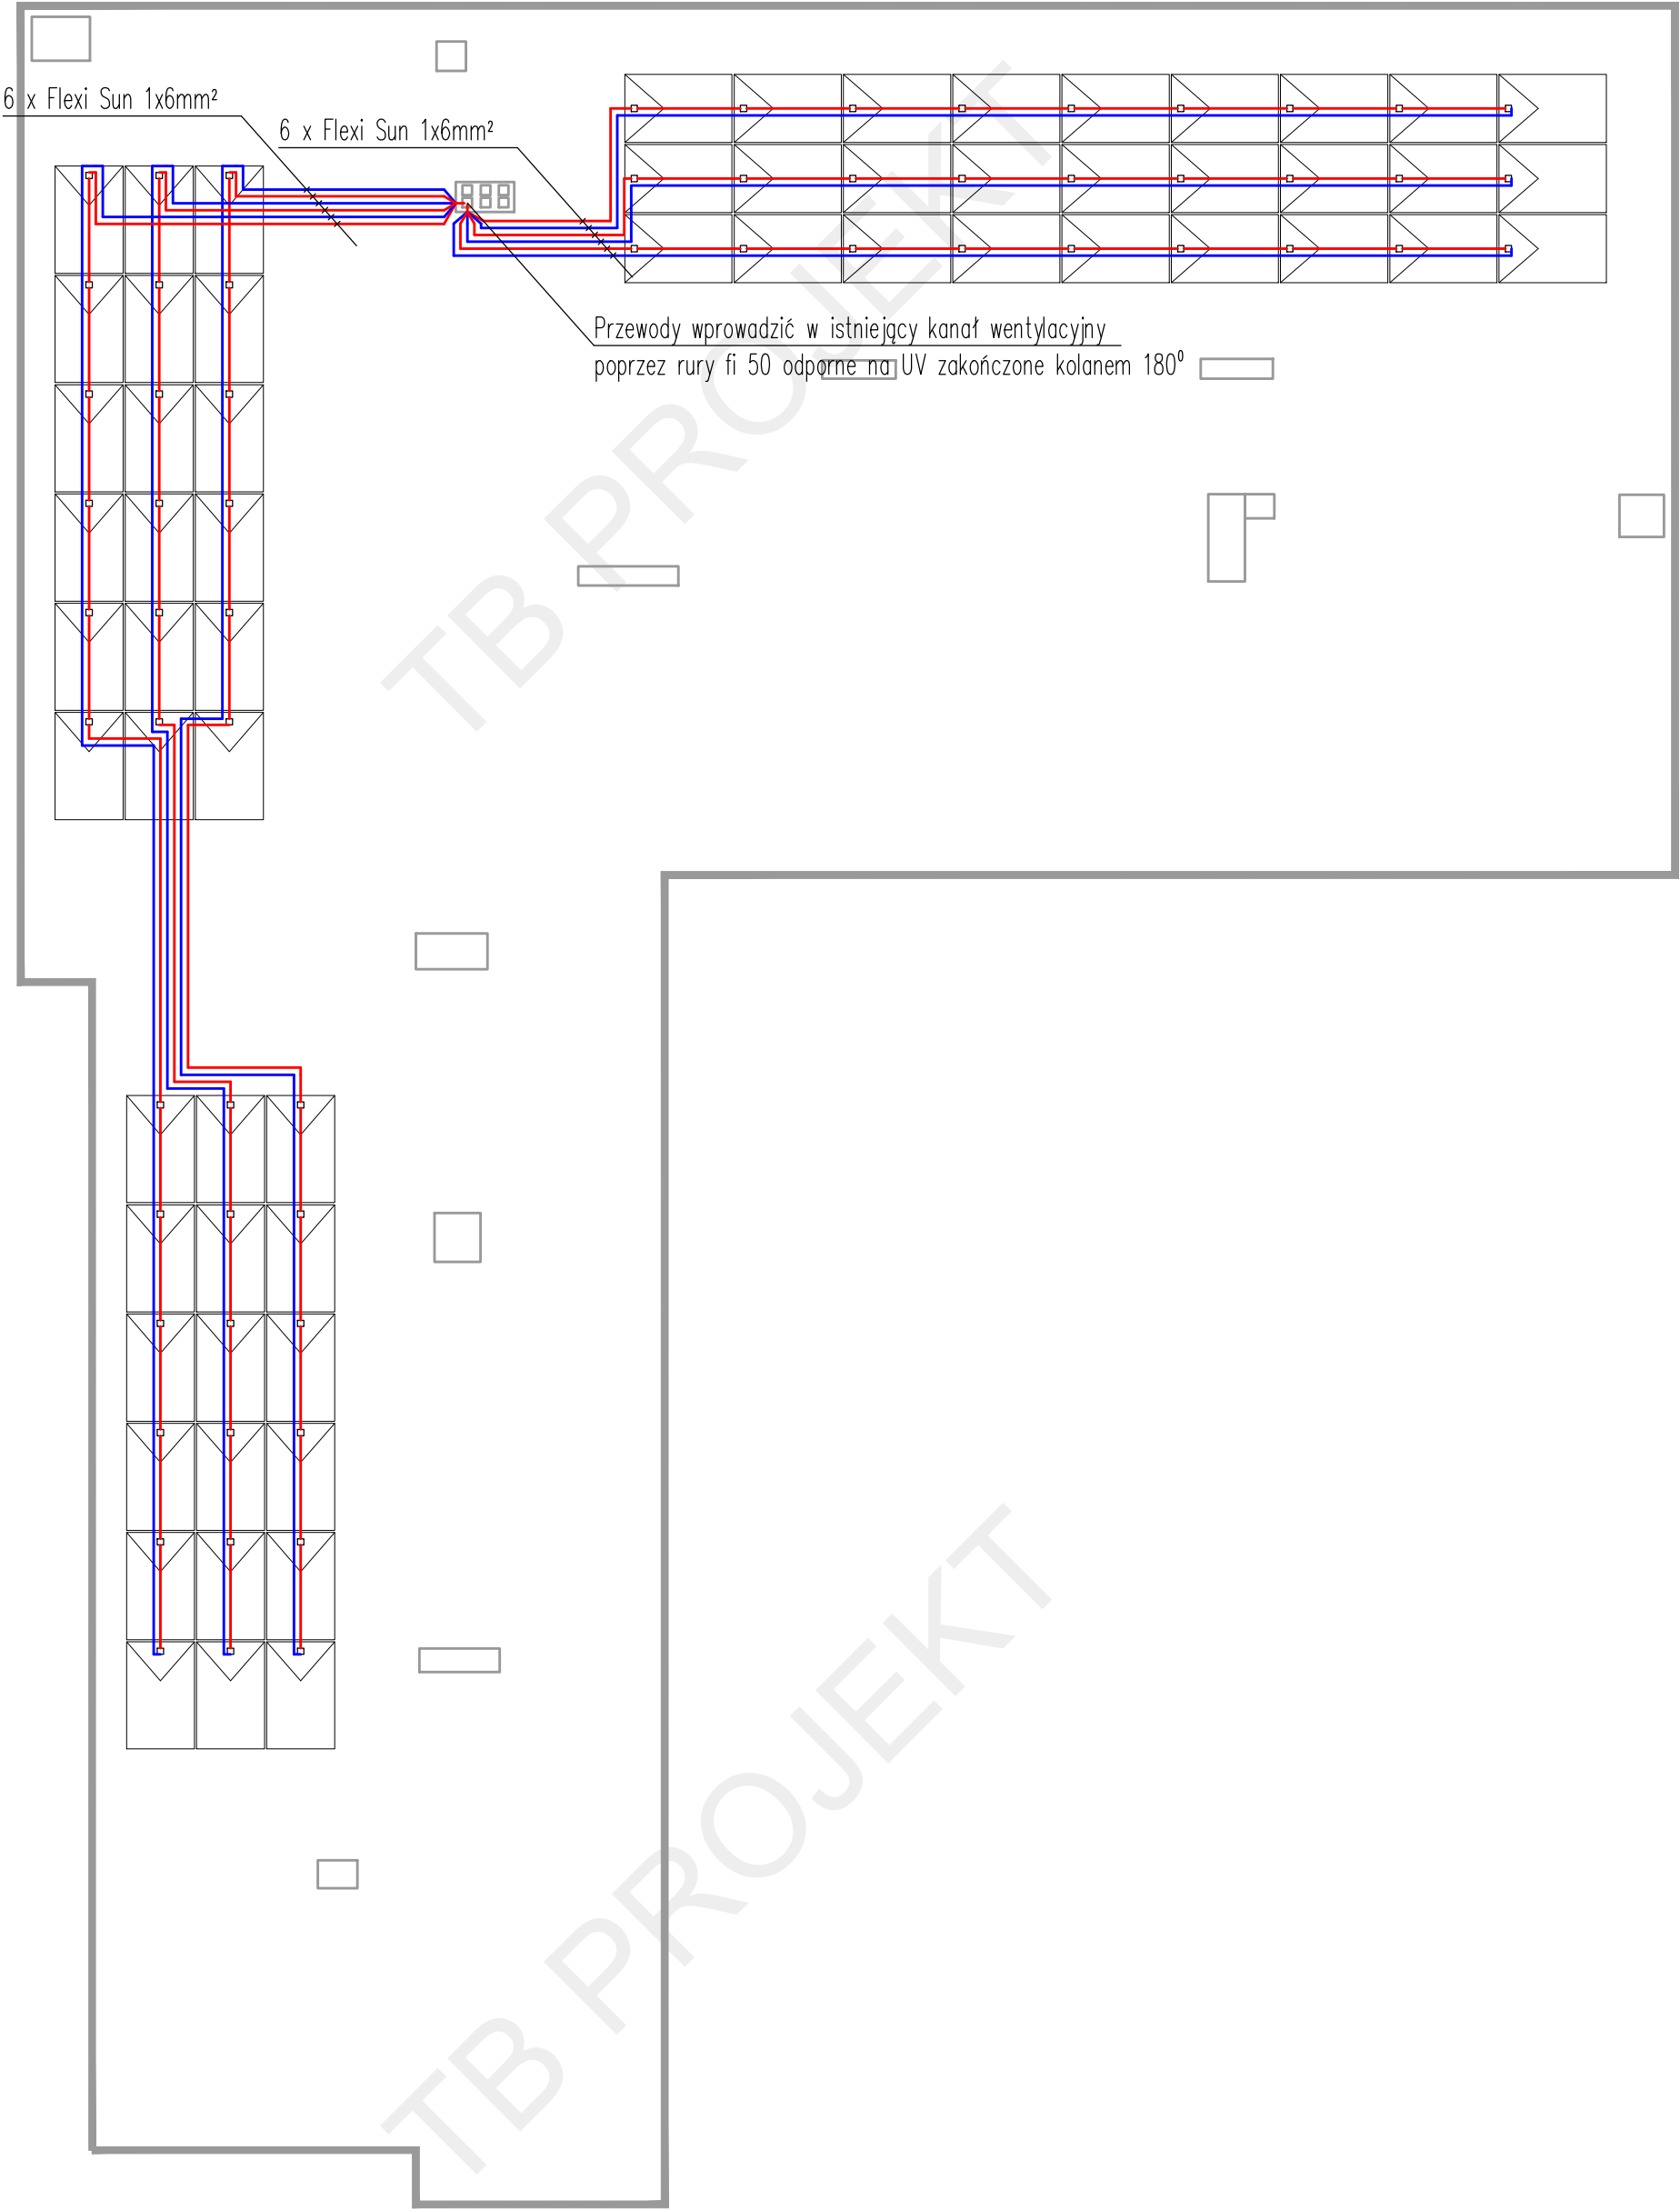 6 x Flexi Sun 1x6mm²
6 x Flexi Sun 1x6mm²
Przewody wprowadzić w istniejący kanał wentylacyjny
poprzez rury fi 50 odporne na UV zakończone kolanem 180⁰
TB PROJEKT
TB PROJEKT